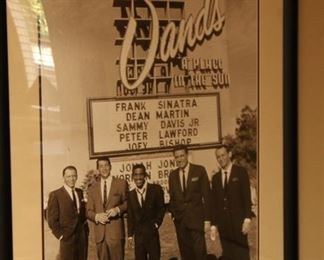 Sands
A PLACE
IN THE SUN
FRANK SINATRA
DEAN MARTIN
SAMMY DAVIS JR
PETER LAWFORD
JOEY BISHOP